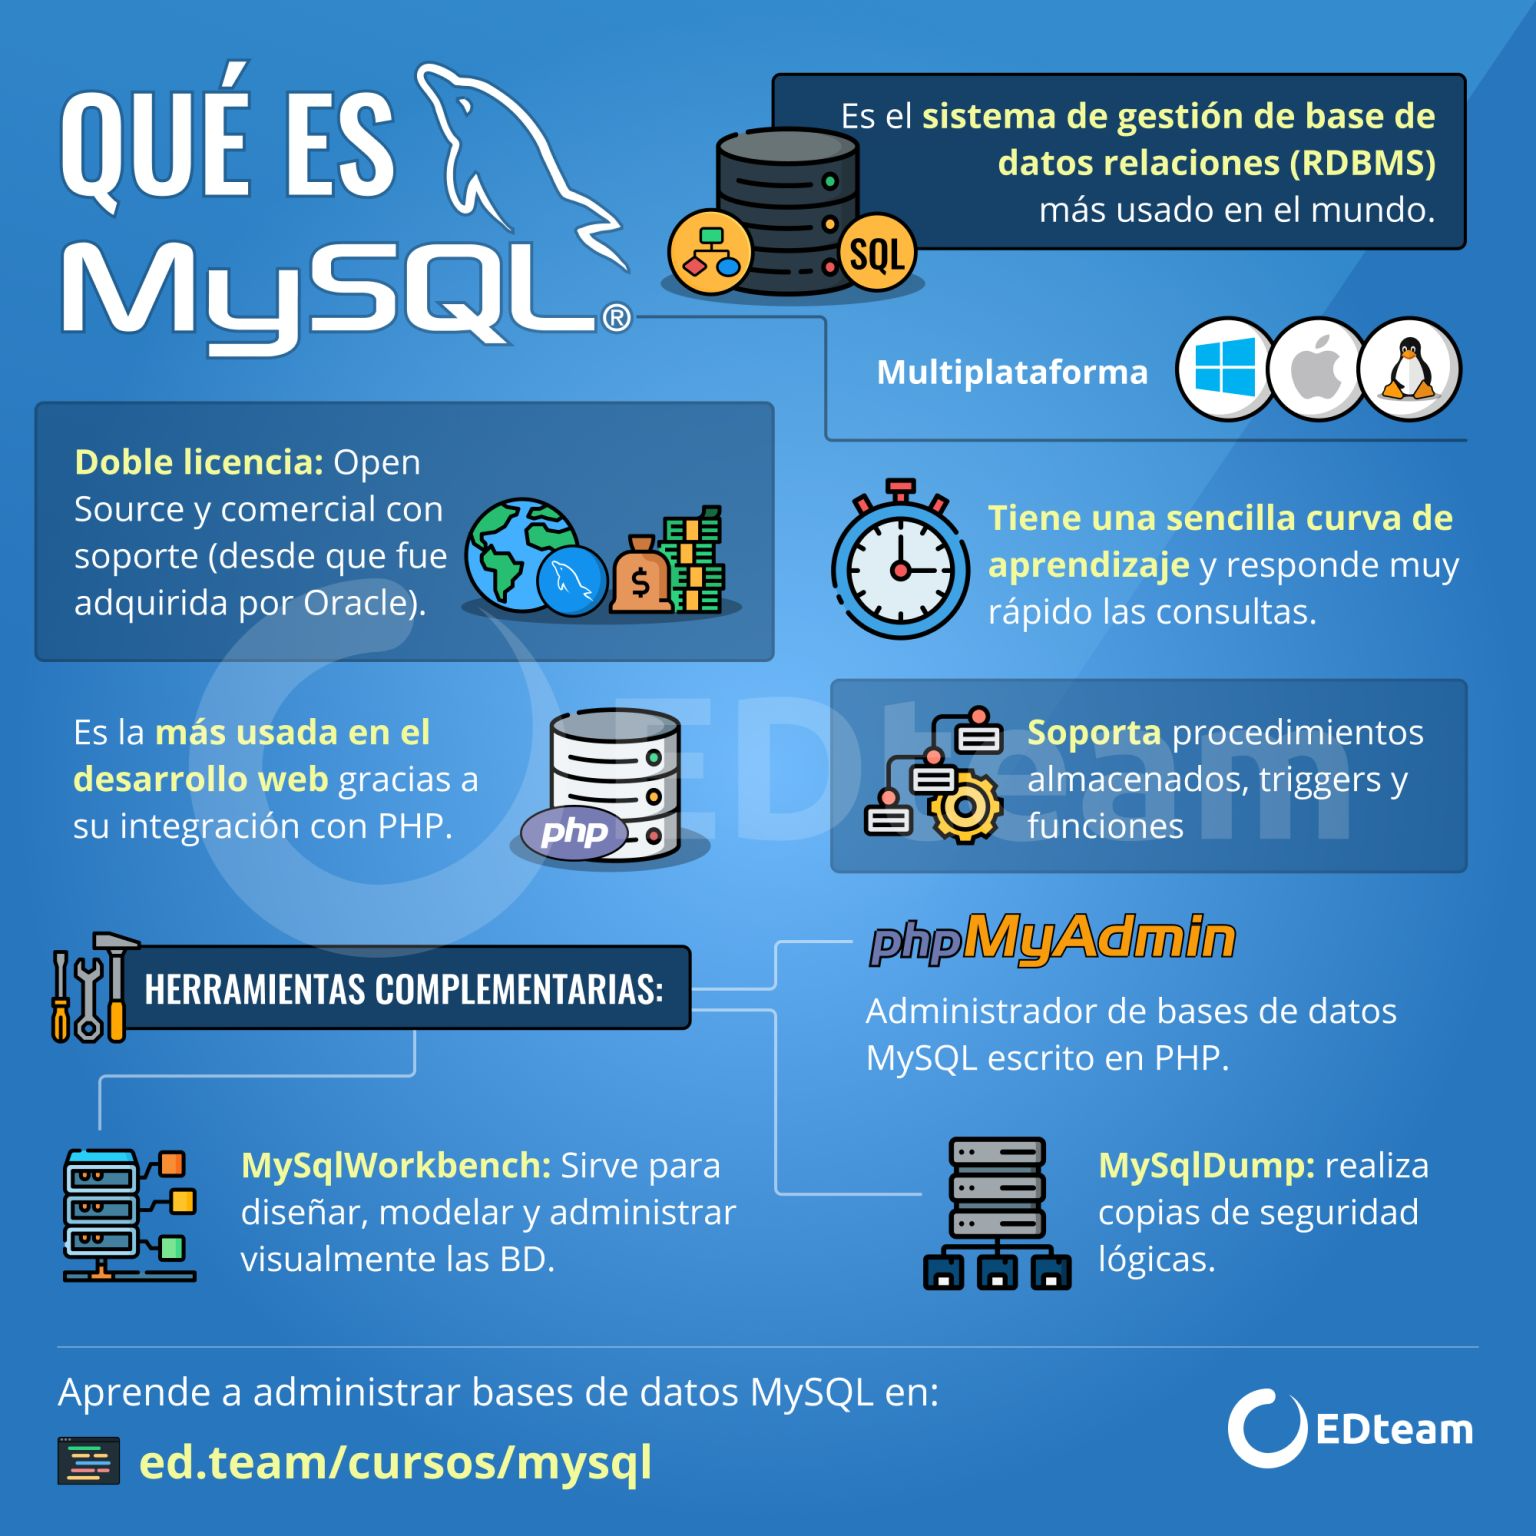 QUÉ ES
MySQL®
Es el sistema de gestión de base de
datos relaciones (RDBMS)
más usado en el mundo.
SQL
Multiplataforma
Doble licencia: Open
Source y comercial con
soporte (desde que fue
adquirida por Oracle).
$
Tiene una sencilla curva de
aprendizaje y responde muy
rápido las consultas.
Es la más usada en el
desarrollo web gracias a
su integración con PHP.
php
Soporta procedimientos
almacenados, triggers y
funciones
EDteam
HERRAMIENTAS COMPLEMENTARIAS:
phpMyAdmin
Administrador de bases de datos
MySQL escrito en PHP.
MySqlWorkbench: Sirve para
diseñar, modelar y administrar
visualmente las BD.
MySqlDump: realiza
copias de seguridad
lógicas.
Aprende a administrar bases de datos MySQL en:
ed.team/cursos/mysql
EDteam